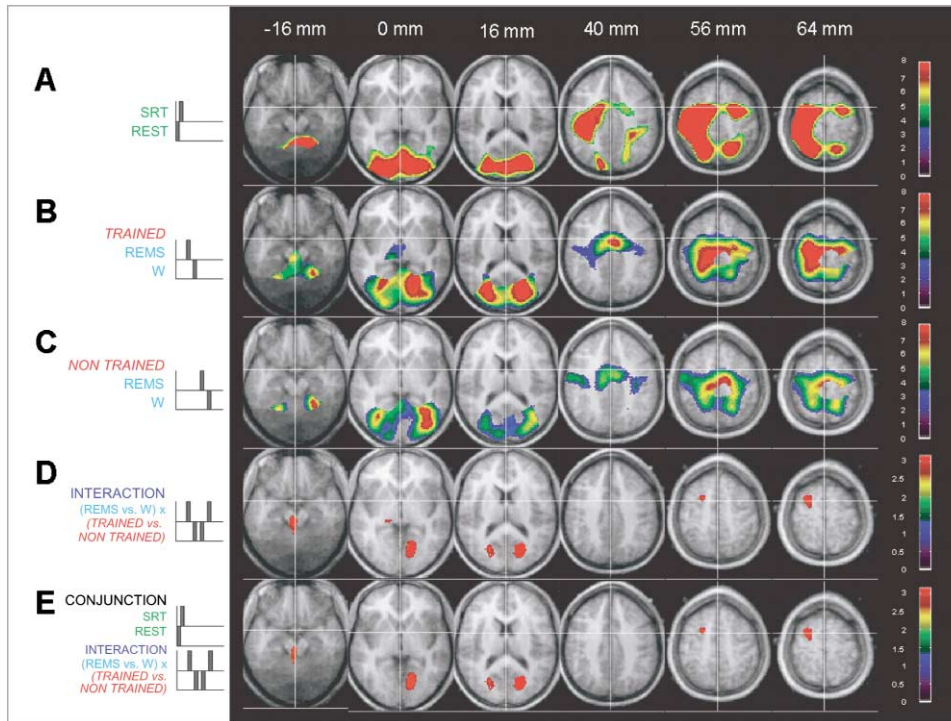 -16 mm 0 mm 16 mm 40 mm 56 mm 64 mm
A
SRT
REST
8
7
6
5
4
3
2
1
0
B
TRAINED
REMS
W
8
7
6
5
4
3
2
1
0
C
NON TRAINED
REMS
W
8
7
6
5
4
3
2
1
0
D
INTERACTION
(REMS vs. W) x
(TRAINED vs.
NON TRAINED)
3
2.5
2
1.5
1
0.5
0
E
CONJUNCTION
SRT
REST
INTERACTION
(REMS vs. W) x
(TRAINED vs.
NON TRAINED)
3
2.5
2
1.5
1
0.5
0